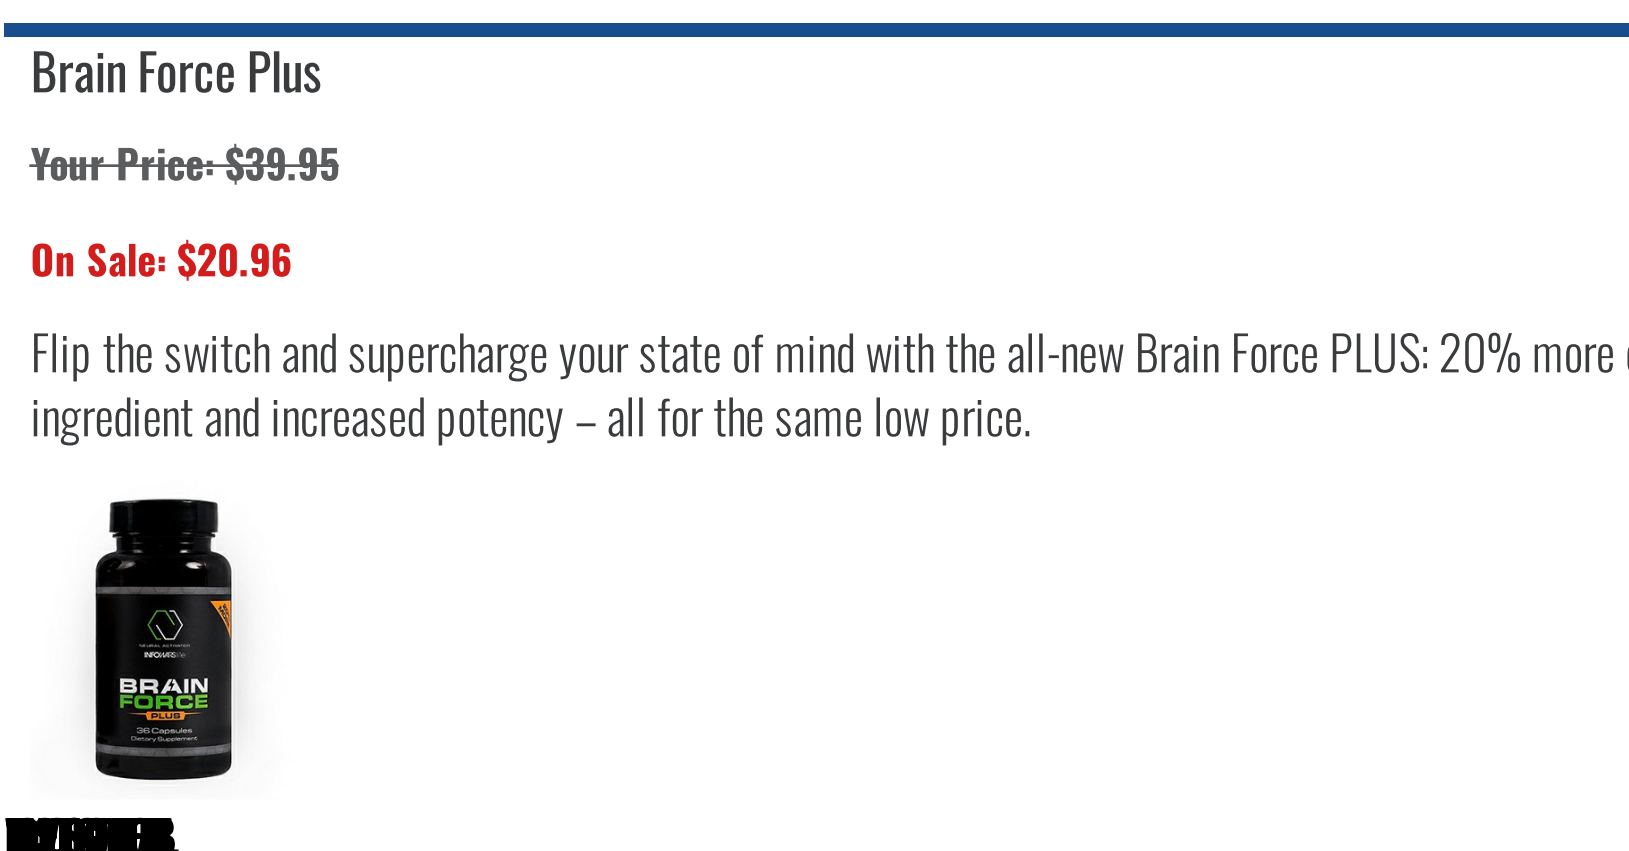 Brain Force Plus
Your Price: $39.95
On Sale: $20.96
Flip the switch and supercharge your state of mind with the all-new Brain Force PLUS: 20% more
ingredient and increased potency – all for the same low price.
NEURAL ACTIVATOR
INFOWARSlife
BRAIN
FORCE
PLUS
36 Capsules
Dietary Supplement